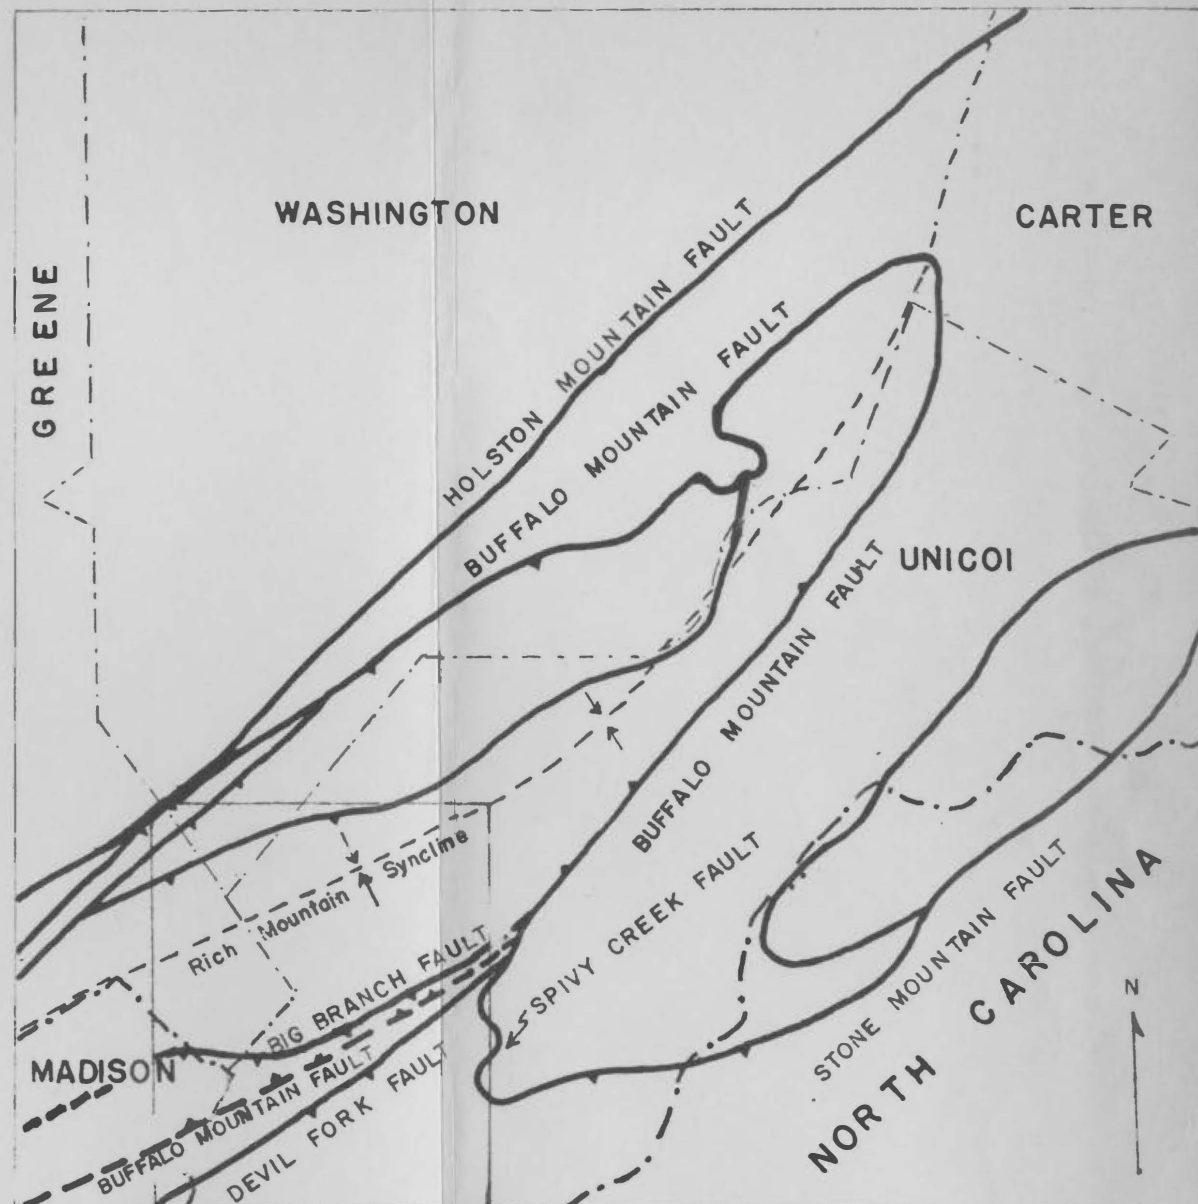 WASHINGTON
CARTER
GREENE
HOLSTON MOUNTAIN FAULT
BUFFALO MOUNTAIN FAULT
UNICOI
BUFFALO MOUNTAIN FAULT
Rich Mountain Syncline
SPIVY CREEK FAULT
BIG BRANCH FAULT
STONE MOUNTAIN FAULT
NORTH CAROLINA
N
MADISON
BUFFALO MOUNTAIN FAULT
DEVIL FORK FAULT